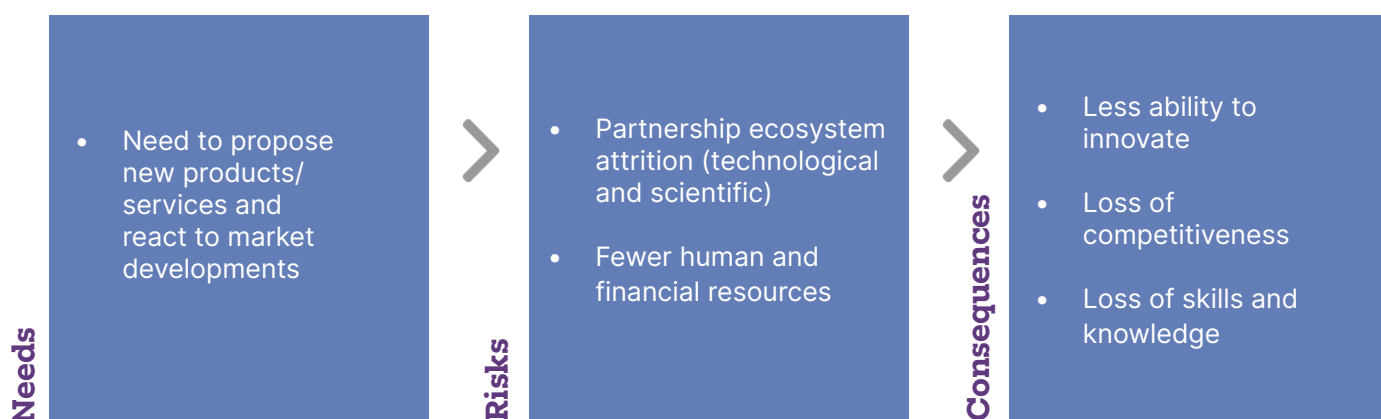 Needs
• Need to propose
new products/
services and
react to market
developments
Risks
• Partnership ecosystem
attrition (technological
and scientific)
• Fewer human and
financial resources
Consequences
• Less ability to
innovate
• Loss of
competitiveness
• Loss of skills and
knowledge